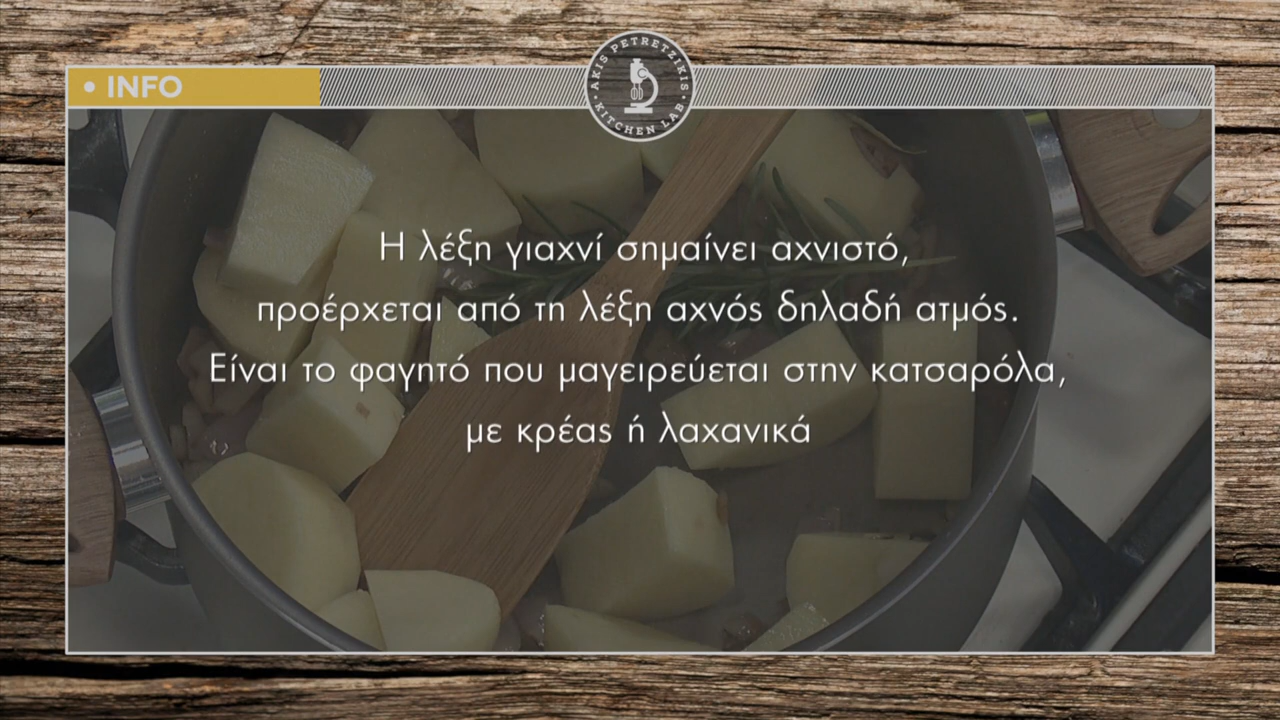 • INFO
AKIS PETRETZIKIS
• KITCHEN LAB •
Η λέξη γιαχνί σημαίνει αχνιστό,
προέρχεται από τη λέξη αχνός δηλαδή ατμός.
Είναι το φαγητό που μαγειρεύεται στην κατσαρόλα,
με κρέας ή λαχανικά